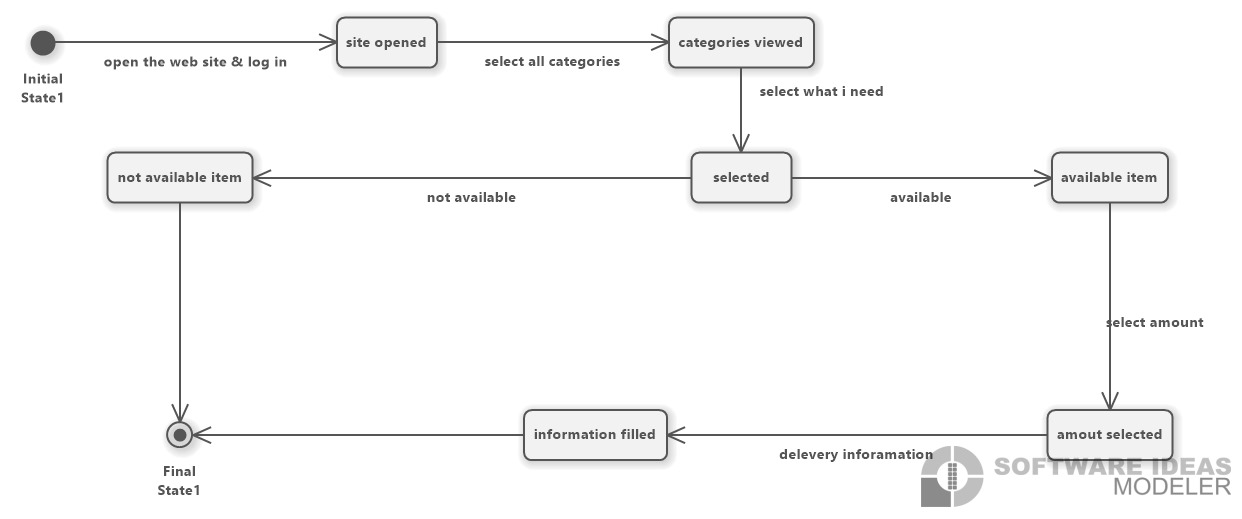 site opened
categories viewed
open the web site & log in
select all categories
Initial
State1
select what i need
not available item
selected
available item
not available
available
select amount
information filled
amout selected
delevery inforamation
Final
State1
SOFTWARE IDEAS
MODELER